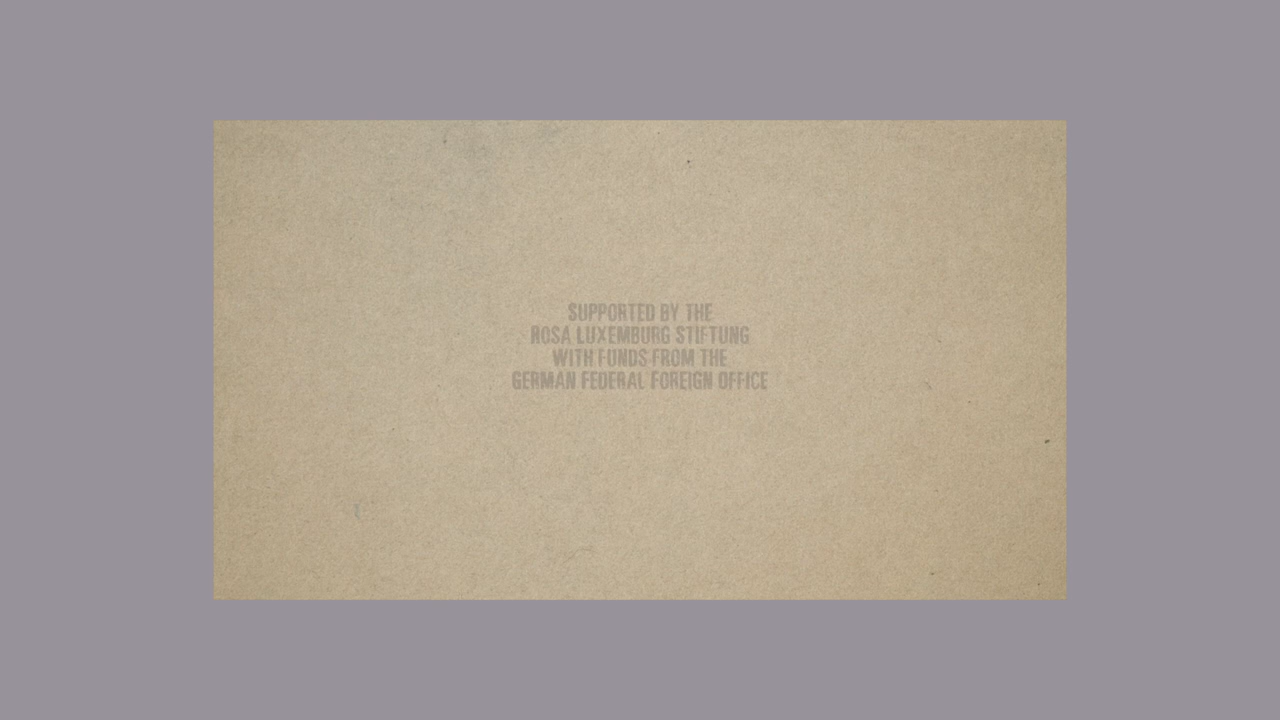 SUPPORTED BY THE
ROSA LUXEMBURG STIFTUNG
WITH FUNDS FROM THE
GERMAN FEDERAL FOREIGN OFFICE